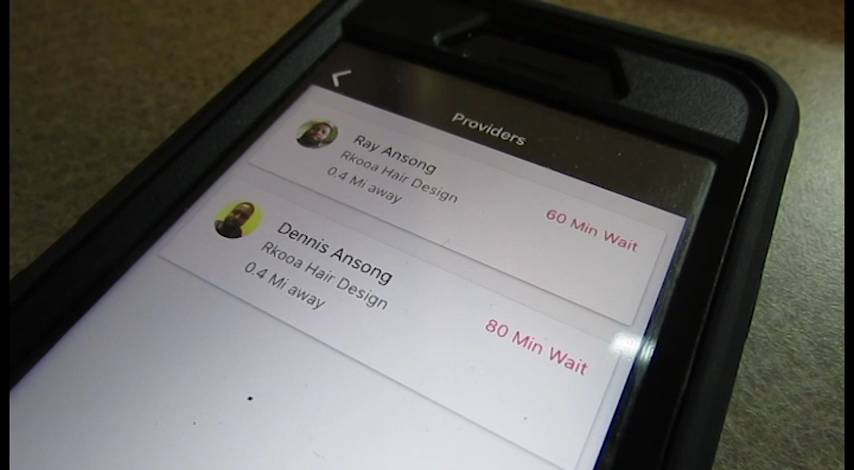 Providers
Ray Ansong
Rkooa Hair Design
0.4 Mi away
60 Min Wait
Dennis Ansong
Rkooa Hair Design
0.4 Mi away
80 Min Wait